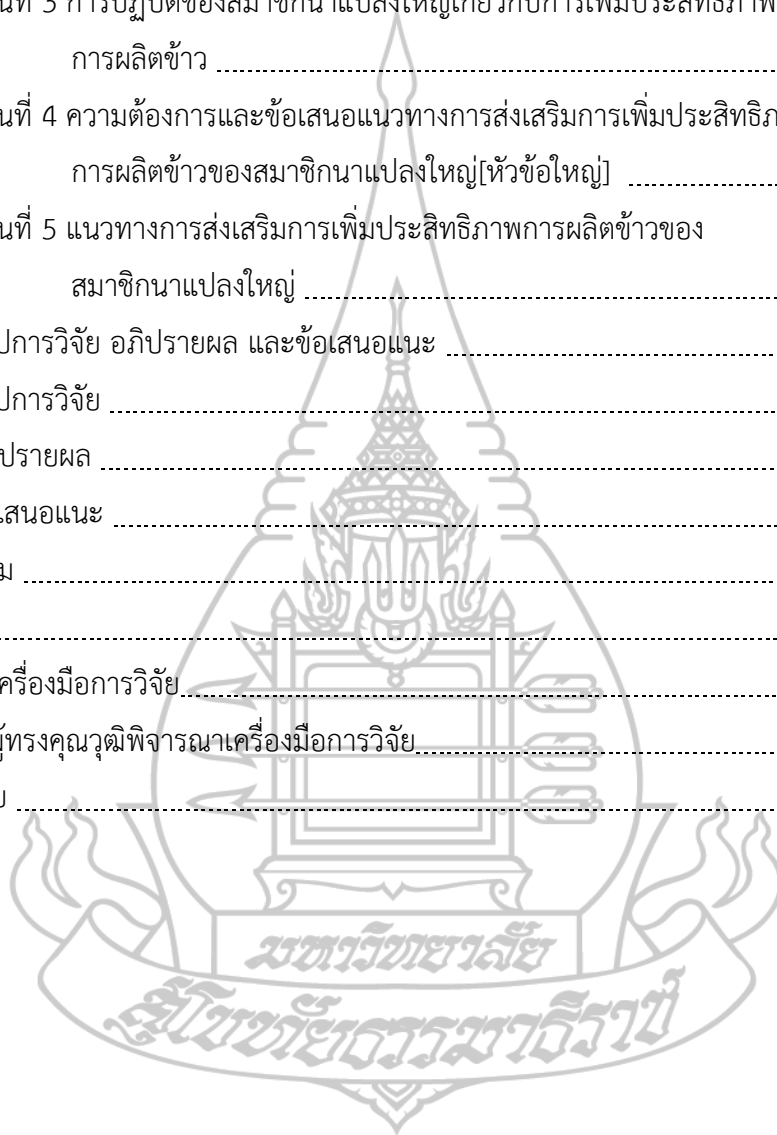 นที่ 3 การปฏิบัติของสมาชิกนาแปลงใหญ่เกี่ยวกับการเพิ่มประสิทธิภาพ
การผลิตข้าว
นที่ 4 ความต้องการและข้อเสนอแนวทางการส่งเสริมการเพิ่มประสิทธิภ
การผลิตข้าวของสมาชิกนาแปลงใหญ่[หัวข้อใหญ่]
นที่ 5 แนวทางการส่งเสริมการเพิ่มประสิทธิภาพการผลิตข้าวของ
สมาชิกนาแปลงใหญ่
ปการวิจัย อภิปรายผล และข้อเสนอแนะ
ปการวิจัย
ปรายผล
เสนอแนะ
ม
ครื่องมือการวิจัย
ผู้ทรงคุณวุฒิพิจารณาเครื่องมือการวิจัย
ย
มหาวิทยาลัย
สุโขทัยธรรมาธิราช